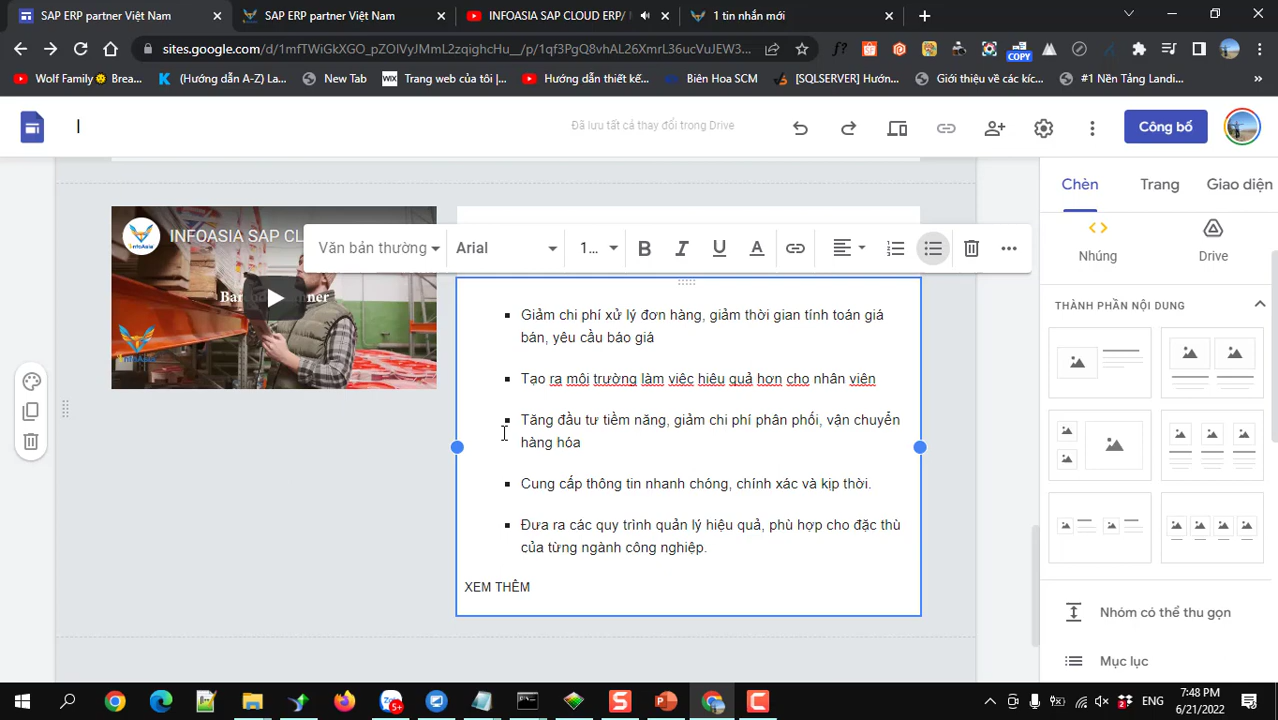 SAP ERP partner Việt Nam
SAP ERP partner Việt Nam
INFOASIA SAP CLOUD ERP/
1 tin nhắn mới
sites.google.com/d/1mfTWiGkXGO_pZOlVyJMmL2zqighcHu__/p/1qf3PgQ8vhAL26XmrL36ucVuJEW3...
COPY
Wolf Family Brea...
(Hướng dẫn A-Z) La...
New Tab
Trang web của tôi |...
Hướng dẫn thiết kế...
Biên Hòa SCM
[SQLSERVER] Hướn...
Giới thiệu về các kíc...
#1 Nền Tảng Landi...
Đã lưu tất cả thay đổi trong Drive
Công bố
Chèn
Trang
Giao diện
Nhúng
Drive
THÀNH PHẦN NỘI DUNG
Nhóm có thể thu gọn
Mục lục
INFOASIA SAP CL
InfoAsia
Văn bản thường
Arial
1...
Giảm chi phí xử lý đơn hàng, giảm thời gian tính toán giá
bán, yêu cầu báo giá
Tạo ra môi trường làm việc hiệu quả hơn cho nhân viên
Tăng đầu tư tiềm năng, giảm chi phí phân phối, vận chuyển
hàng hóa
Cung cấp thông tin nhanh chóng, chính xác và kịp thời.
Đưa ra các quy trình quản lý hiệu quả, phù hợp cho đặc thù
của từng ngành công nghiệp.
XEM THÊM
5+
ENG
7:48 PM
6/21/2022